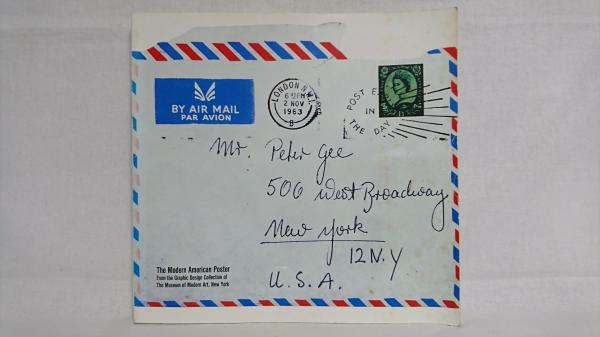 BY AIR MAIL
PAR AVION
LONDON N.W.1.
2 NOV
1963
B
POST E
IN
THE DAY
Mr. Peter Gee
506 West Broadway
New York
12 N.Y
U.S.A.
The Modern American Poster
From the Graphic Design Collection of
The Museum of Modern Art, New York